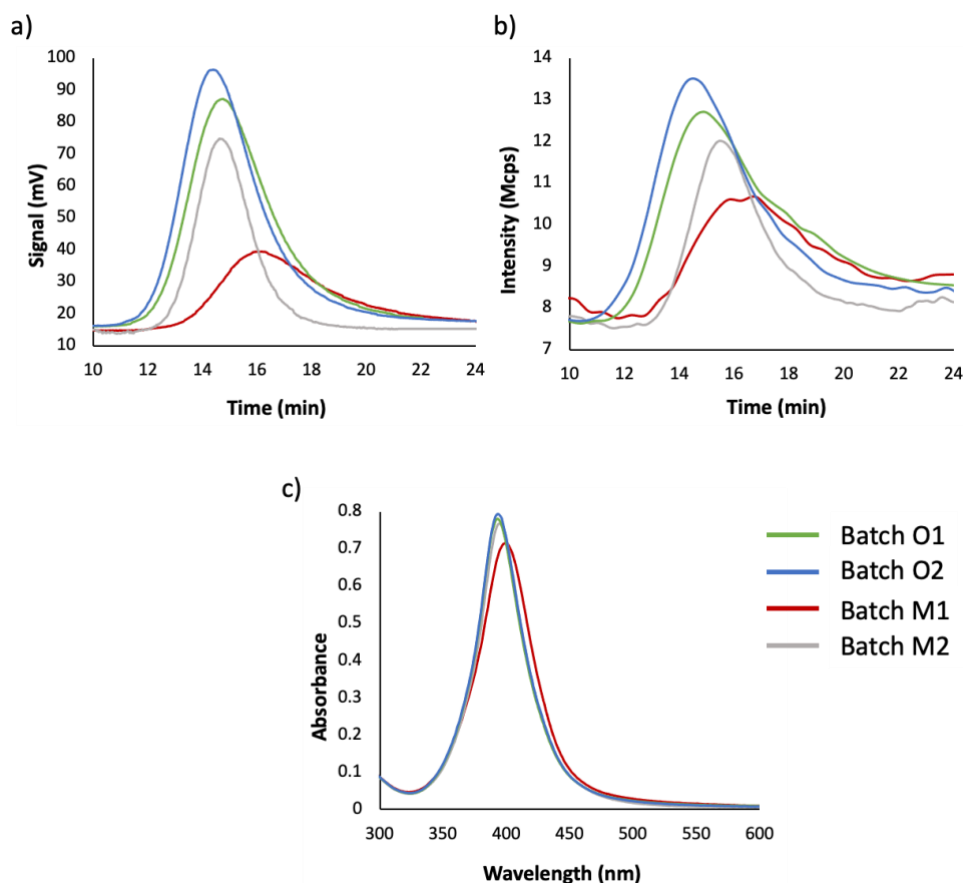 a)
100
90
80
70
60
50
40
30
20
10
Signal (mV)
10 12 14 16 18 20 22 24
Time (min)
b)
14
13
12
11
10
9
8
7
Intensity (Mcps)
10 12 14 16 18 20 22 24
Time (min)
c)
0.8
0.7
0.6
0.5
0.4
0.3
0.2
0.1
0
Absorbance
300 350 400 450 500 550 600
Wavelength (nm)
Batch O1
Batch O2
Batch M1
Batch M2